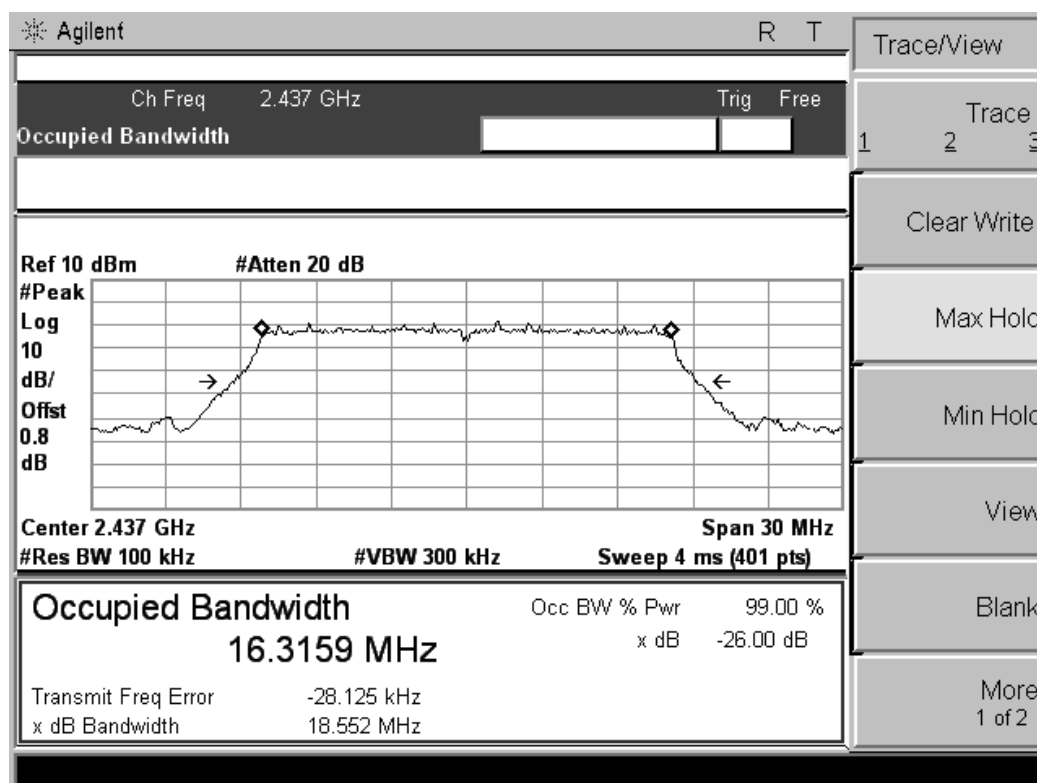 Agilent R T
Trace/View
Ch Freq 2.437 GHz Trig Free
Occupied Bandwidth
Trace
1 2 3
Clear Write
Max Hold
Min Hold
View
Blank
More
1 of 2
Ref 10 dBm #Atten 20 dB
#Peak
Log
10
dB/
Offst
0.8
dB
Center 2.437 GHz Span 30 MHz
#Res BW 100 kHz #VBW 300 kHz Sweep 4 ms (401 pts)
Occupied Bandwidth Occ BW % Pwr 99.00 %
16.3159 MHz x dB -26.00 dB
Transmit Freq Error -28.125 kHz
x dB Bandwidth 18.552 MHz